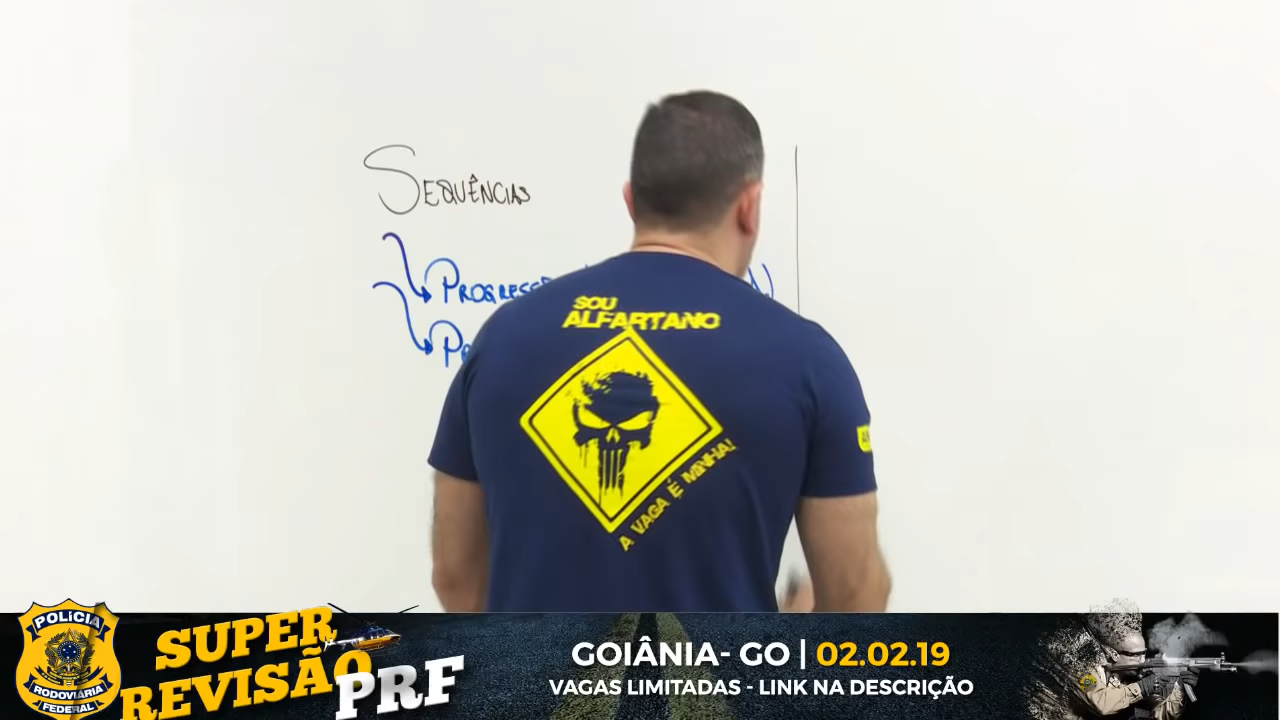 SEQUÊNCIAS
SOU
ALFARTANO
A VAGA É MINHA!
POLÍCIA
RODOVIÁRIA
FEDERAL
SUPER
REVISÃO
PRF
GOIÂNIA- GO | 02.02.19
VAGAS LIMITADAS - LINK NA DESCRIÇÃO